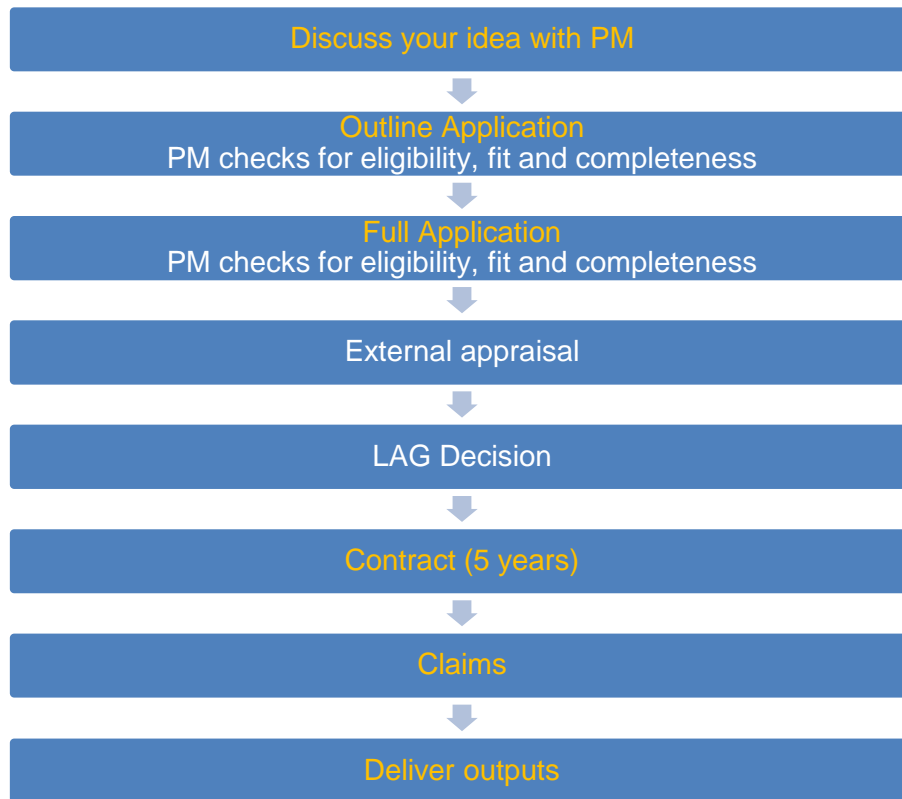 Discuss your idea with PM
Outline Application
PM checks for eligibility, fit and completeness
Full Application
PM checks for eligibility, fit and completeness
External appraisal
LAG Decision
Contract (5 years)
Claims
Deliver outputs